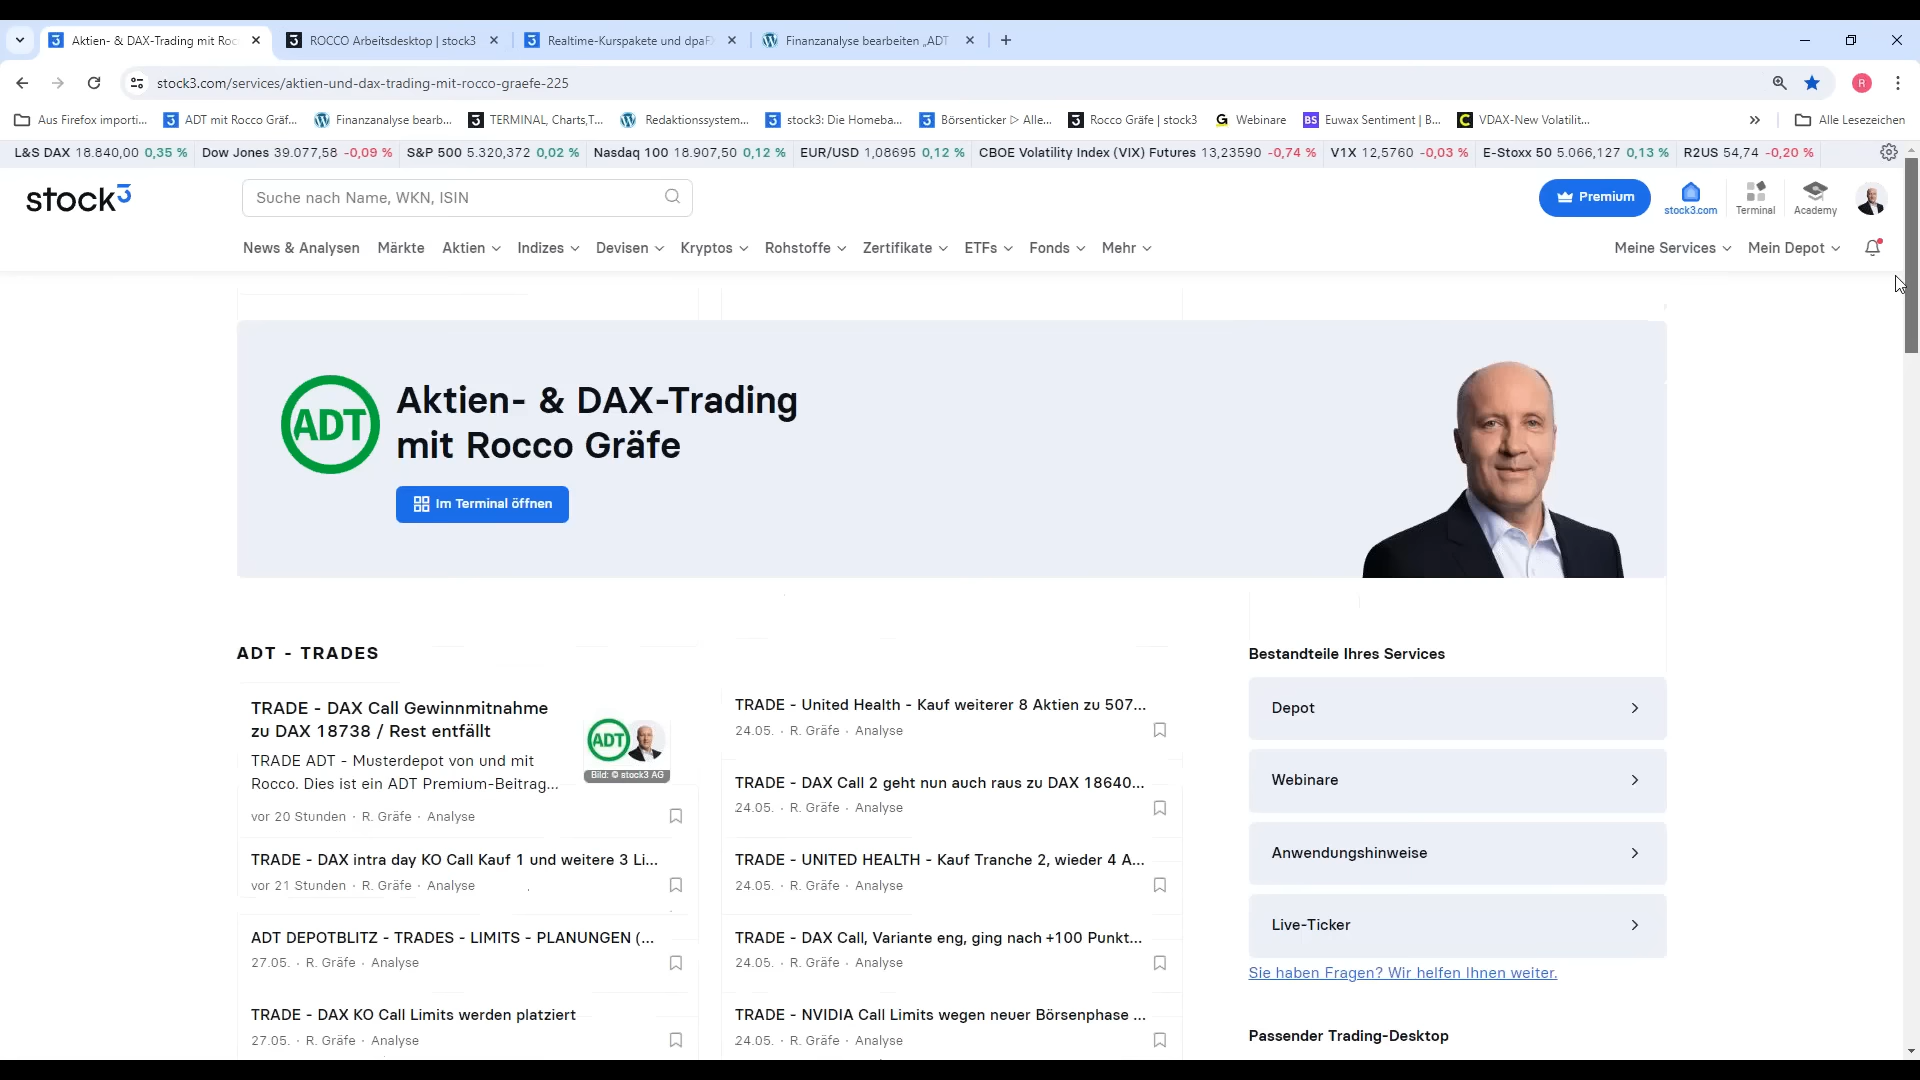 Aktien- & DAX-Trading mit Roc
ROCCO Arbeitsdesktop | stock3
Realtime-Kurspakete und dpaF
Finanzanalyse bearbeiten „ADT
stock3.com/services/aktien-und-dax-trading-mit-rocco-graefe-225
R
Aus Firefox importi...
ADT mit Rocco Gräf...
Finanzanalyse bearb...
TERMINAL, Charts,T...
Redaktionssystem...
stock3: Die Homeba...
Börsenticker ▷ Alle...
Rocco Gräfe | stock3
Webinare
BS Euwax Sentiment | B...
VDAX-New Volatilit...
Alle Lesezeichen
L&S DAX 18.840,00 0,35 % Dow Jones 39.077,58 -0,09 % S&P 500 5.320,372 0,02 % Nasdaq 100 18.907,50 0,12 % EUR/USD 1,08695 0,12 % CBOE Volatility Index (VIX) Futures 13,23590 -0,74 % V1X 12,5760 -0,03 % E-Stoxx 50 5.066,127 0,13 % R2US 54,74 -0,20 %
stock3
Suche nach Name, WKN, ISIN
Premium
stock3.com
Terminal
Academy
News & Analysen Märkte Aktien Indizes Devisen Kryptos Rohstoffe Zertifikate ETFs Fonds Mehr
Meine Services Mein Depot
ADT
Aktien- & DAX-Trading
mit Rocco Gräfe
Im Terminal öffnen
ADT - TRADES
TRADE - DAX Call Gewinnmitnahme
zu DAX 18738 / Rest entfällt
TRADE ADT - Musterdepot von und mit
Rocco. Dies ist ein ADT Premium-Beitrag...
ADT
Bild: © stock3 AG
vor 20 Stunden · R. Gräfe · Analyse
TRADE - DAX intra day KO Call Kauf 1 und weitere 3 Li...
vor 21 Stunden · R. Gräfe · Analyse
ADT DEPOTBLITZ - TRADES - LIMITS - PLANUNGEN (...
27.05. · R. Gräfe · Analyse
TRADE - DAX KO Call Limits werden platziert
27.05. · R. Gräfe · Analyse
TRADE - United Health - Kauf weiterer 8 Aktien zu 507...
24.05. · R. Gräfe · Analyse
TRADE - DAX Call 2 geht nun auch raus zu DAX 18640...
24.05. · R. Gräfe · Analyse
TRADE - UNITED HEALTH - Kauf Tranche 2, wieder 4 A...
24.05. · R. Gräfe · Analyse
TRADE - DAX Call, Variante eng, ging nach +100 Punkt...
24.05. · R. Gräfe · Analyse
TRADE - NVIDIA Call Limits wegen neuer Börsenphase ...
24.05. · R. Gräfe · Analyse
Bestandteile Ihres Services
Depot
Webinare
Anwendungshinweise
Live-Ticker
Sie haben Fragen? Wir helfen Ihnen weiter.
Passender Trading-Desktop